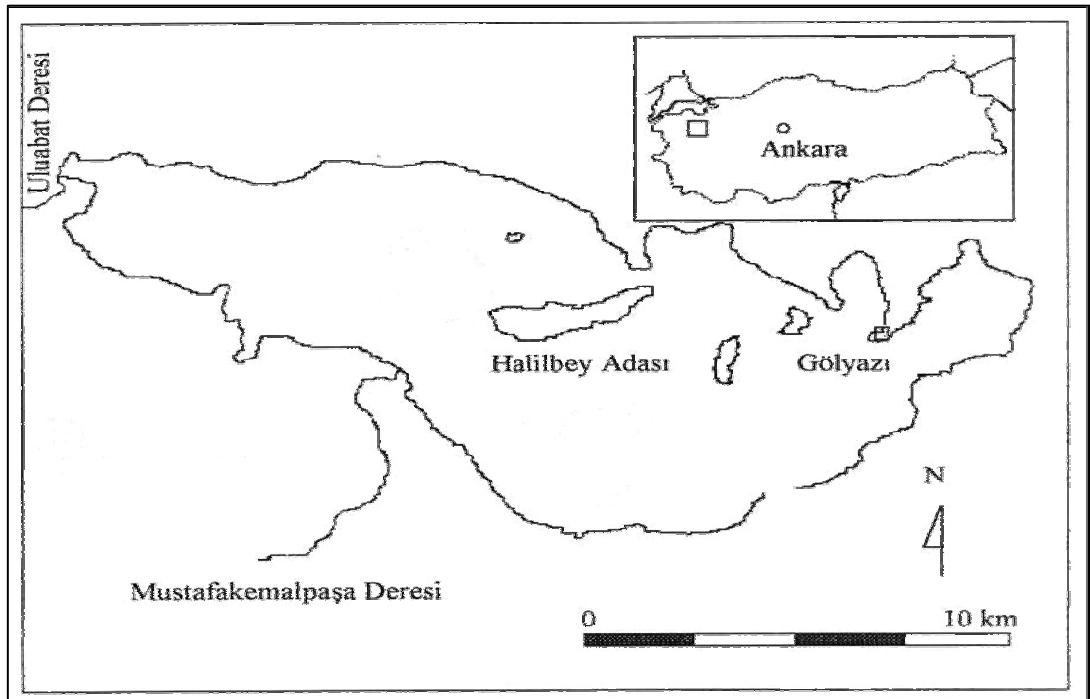 Uluabat Deresi
Ankara
Halilbey Adası
Gölyazı
N
Mustafakemalpaşa Deresi
0 10 km